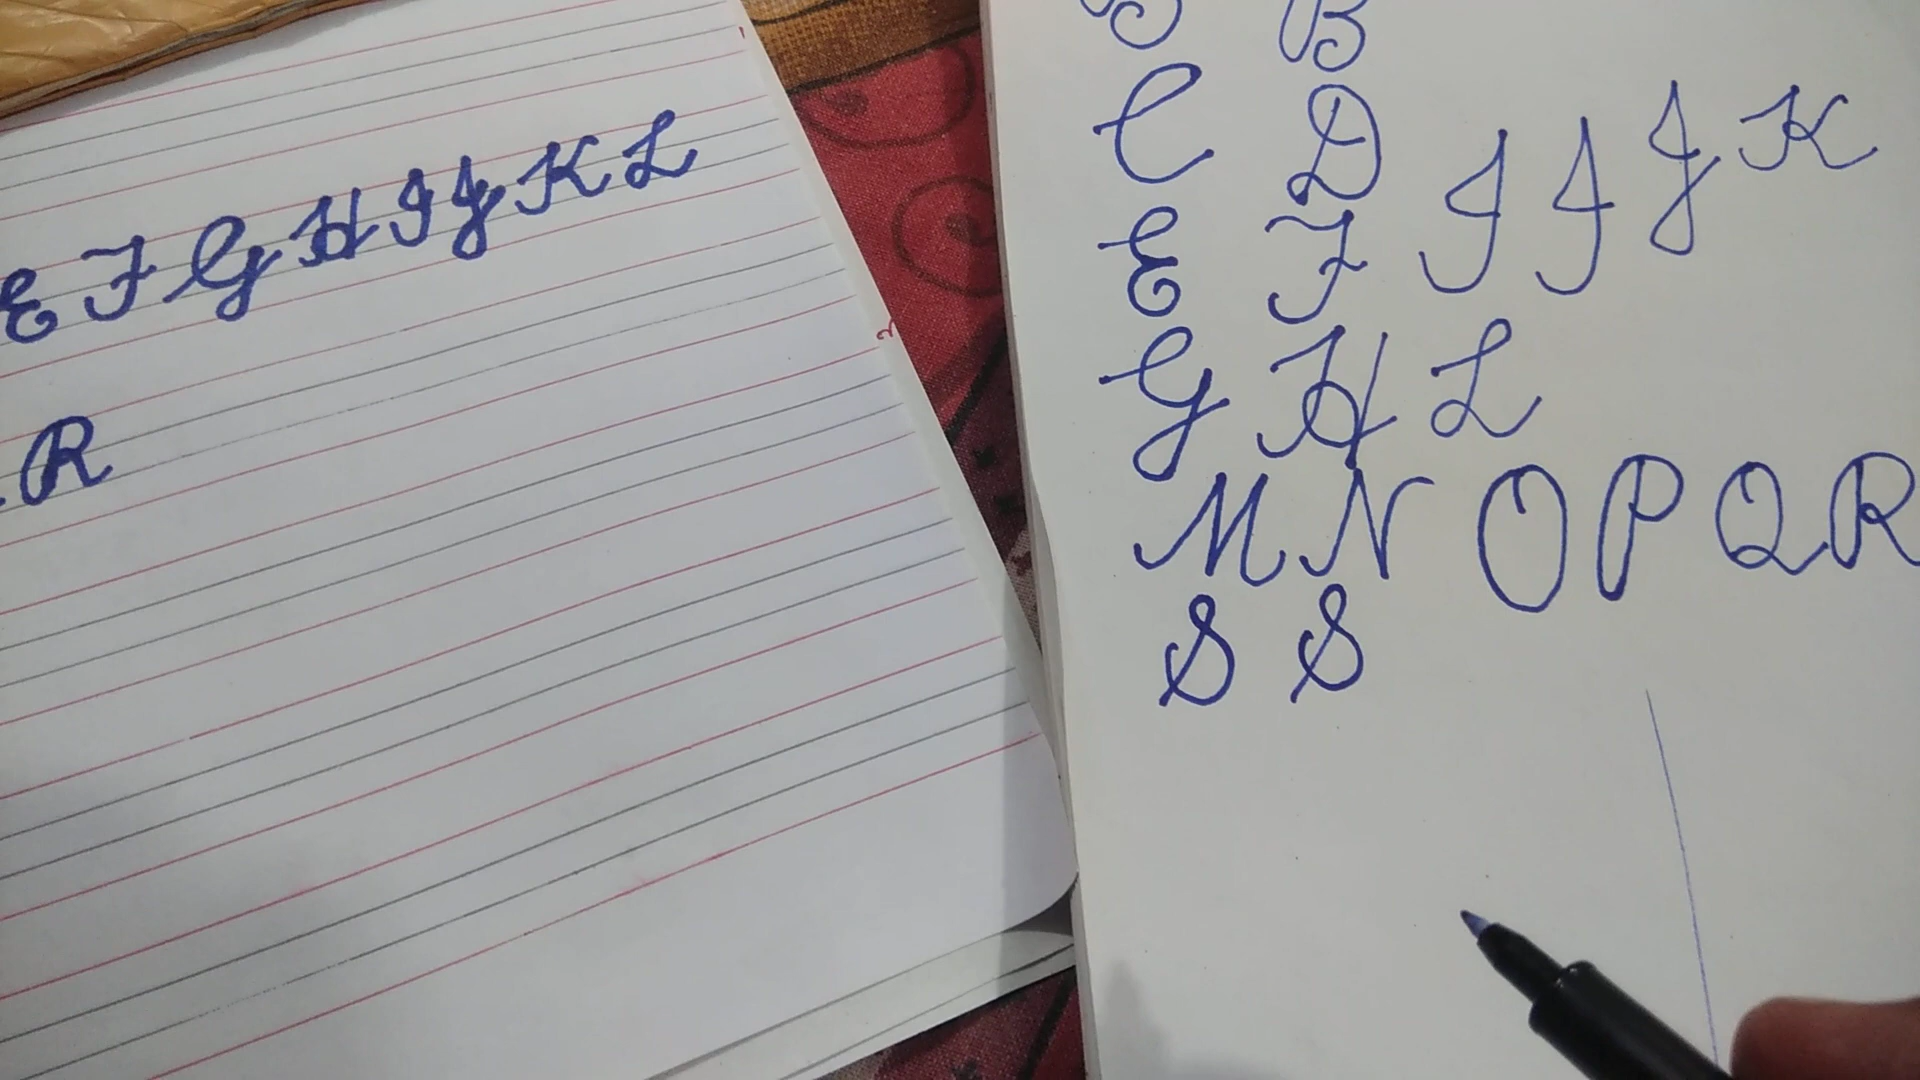 E F G H I J K L
R
B B
C D I I J K
E F
G H L
M N O P Q R
S S